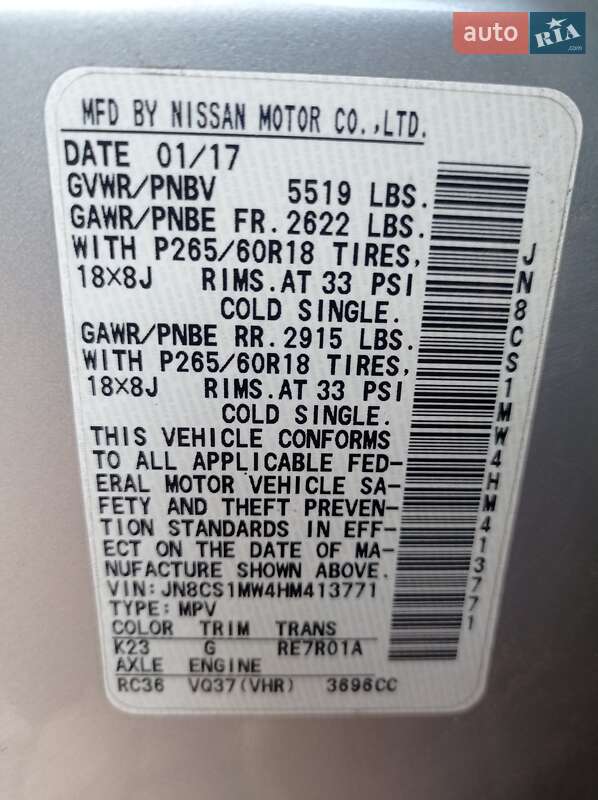 auto RIA
.com
MFD BY NISSAN MOTOR CO.,LTD.
DATE 01/17
GVWR/PNBV 5519 LBS.
GAWR/PNBE FR. 2622 LBS.
WITH P265/60R18 TIRES,
18X8J RIMS.AT 33 PSI
COLD SINGLE.
GAWR/PNBE RR. 2915 LBS.
WITH P265/60R18 TIRES,
18X8J RIMS.AT 33 PSI
COLD SINGLE.
THIS VEHICLE CONFORMS
TO ALL APPLICABLE FED-
ERAL MOTOR VEHICLE SA-
FETY AND THEFT PREVEN-
TION STANDARDS IN EFF-
ECT ON THE DATE OF MA-
NUFACTURE SHOWN ABOVE.
VIN:JN8CS1MW4HM413771
TYPE:MPV
COLOR TRIM TRANS
K23 G RE7R01A
AXLE ENGINE
RC36 VQ37(VHR) 3696CC
JN8CS1MW4HM413771